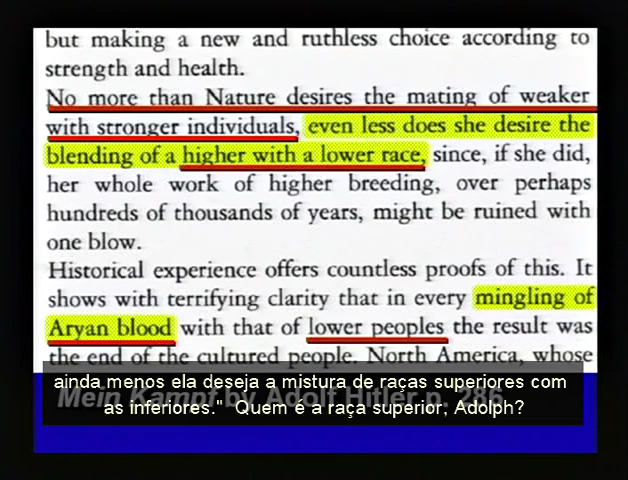 but making a new and ruthless choice according to
strength and health.
No more than Nature desires the mating of weaker
with stronger individuals, even less does she desire the
blending of a higher with a lower race, since, if she did,
her whole work of higher breeding, over perhaps
hundreds of thousands of years, might be ruined with
one blow.
Historical experience offers countless proofs of this. It
shows with terrifying clarity that in every mingling of
Aryan blood with that of lower peoples the result was
the end of the cultured people. North America, whose
ainda menos ela deseja a mistura de raças superiores com
as inferiores." Quem é a raça superior, Adolph?
Mein Kampf by Adolf Hitler p. 286